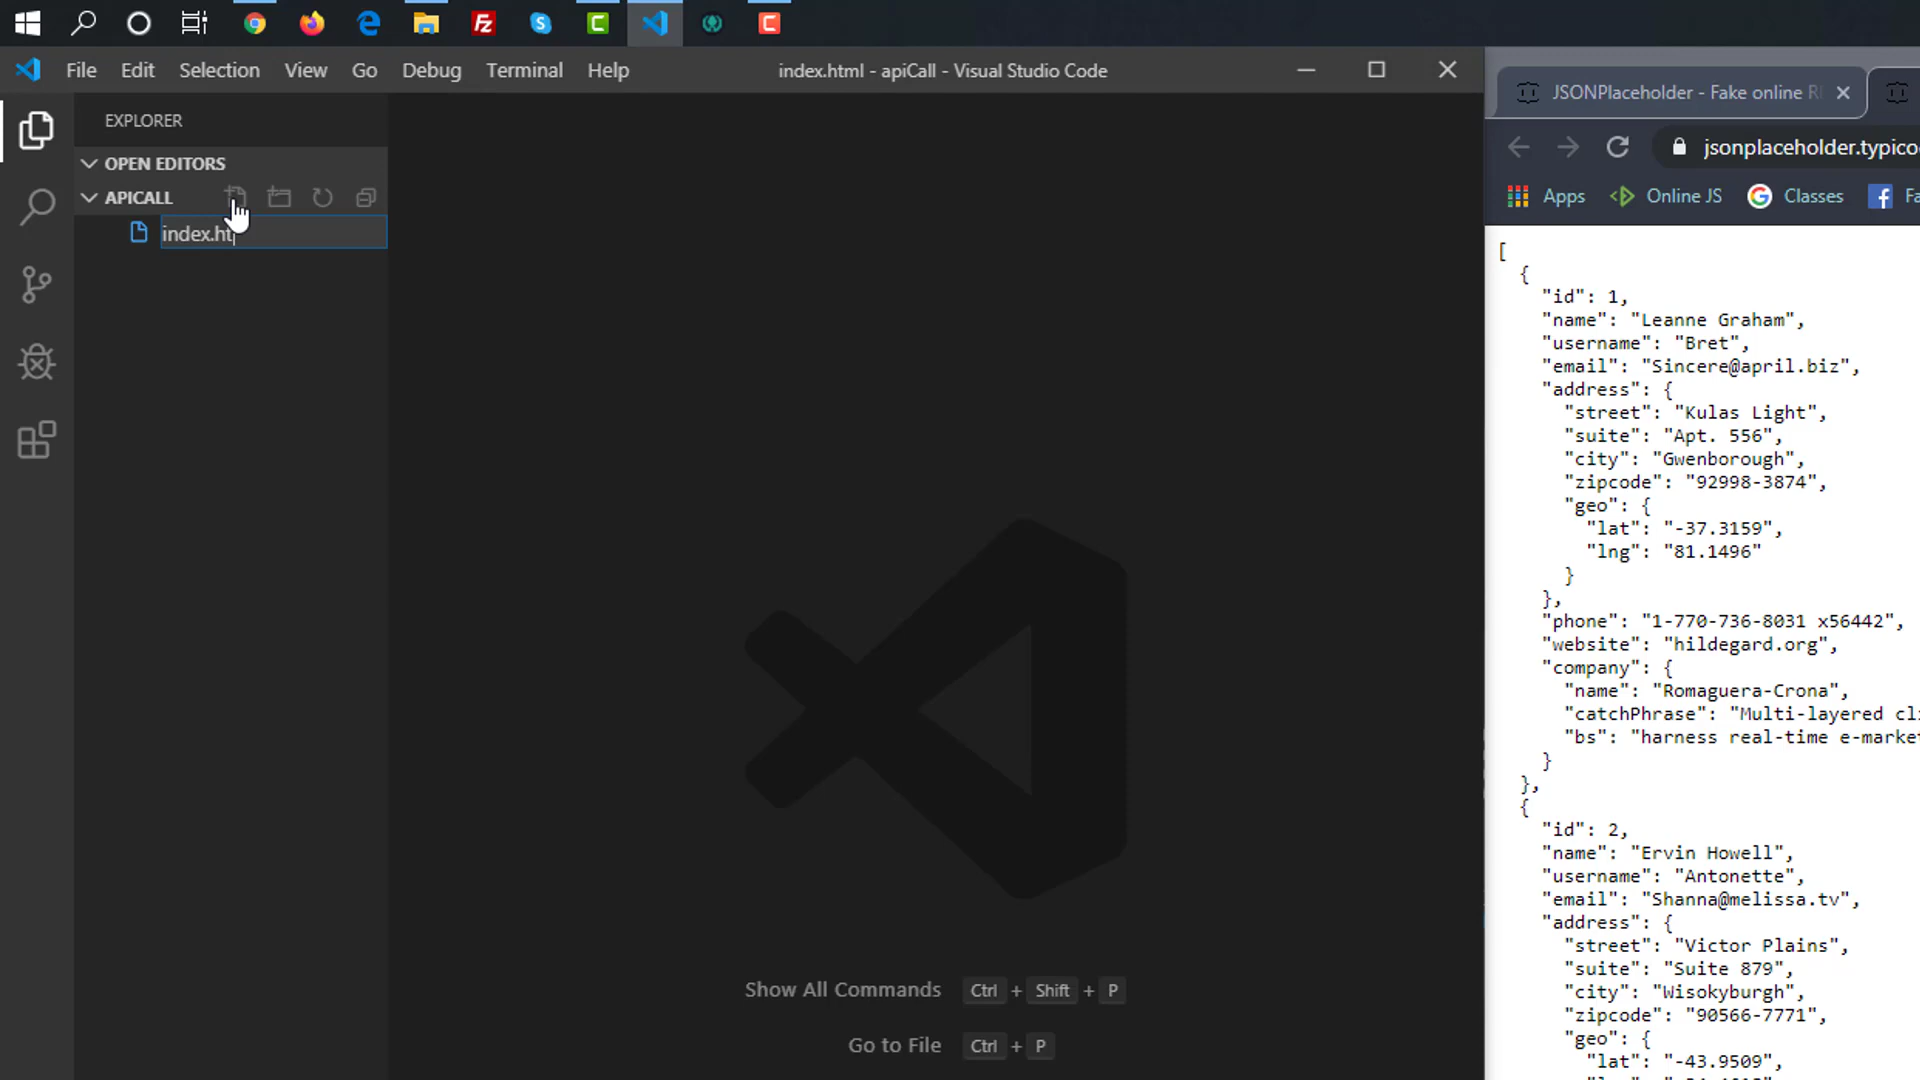 File Edit Selection View Go Debug Terminal Help index.html - apiCall - Visual Studio Code
EXPLORER
OPEN EDITORS
APICALL
index.ht
Show All Commands Ctrl + Shift + P
Go to File Ctrl + P
JSONPlaceholder - Fake online R
jsonplaceholder.typico
Apps Online JS Classes Fa
[
{
"id": 1,
"name": "Leanne Graham",
"username": "Bret",
"email": "Sincere@april.biz",
"address": {
"street": "Kulas Light",
"suite": "Apt. 556",
"city": "Gwenborough",
"zipcode": "92998-3874",
"geo": {
"lat": "-37.3159",
"lng": "81.1496"
}
},
"phone": "1-770-736-8031 x56442",
"website": "hildegard.org",
"company": {
"name": "Romaguera-Crona",
"catchPhrase": "Multi-layered cli
"bs": "harness real-time e-market
}
},
{
"id": 2,
"name": "Ervin Howell",
"username": "Antonette",
"email": "Shanna@melissa.tv",
"address": {
"street": "Victor Plains",
"suite": "Suite 879",
"city": "Wisokyburgh",
"zipcode": "90566-7771",
"geo": {
"lat": "-43.9509",